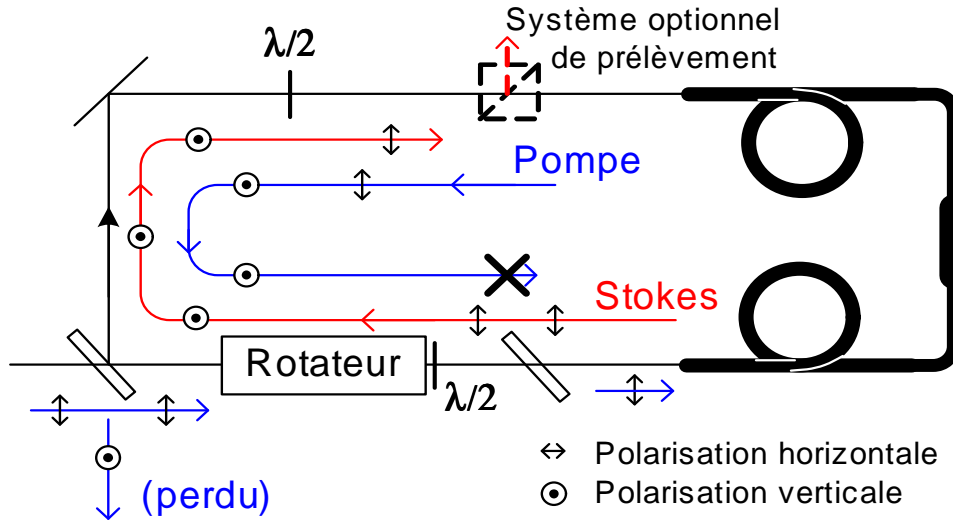 Système optionnel
de prélèvement
λ/2
Pompe
Stokes
Rotateur
λ/2
(perdu)
Polarisation horizontale
Polarisation verticale